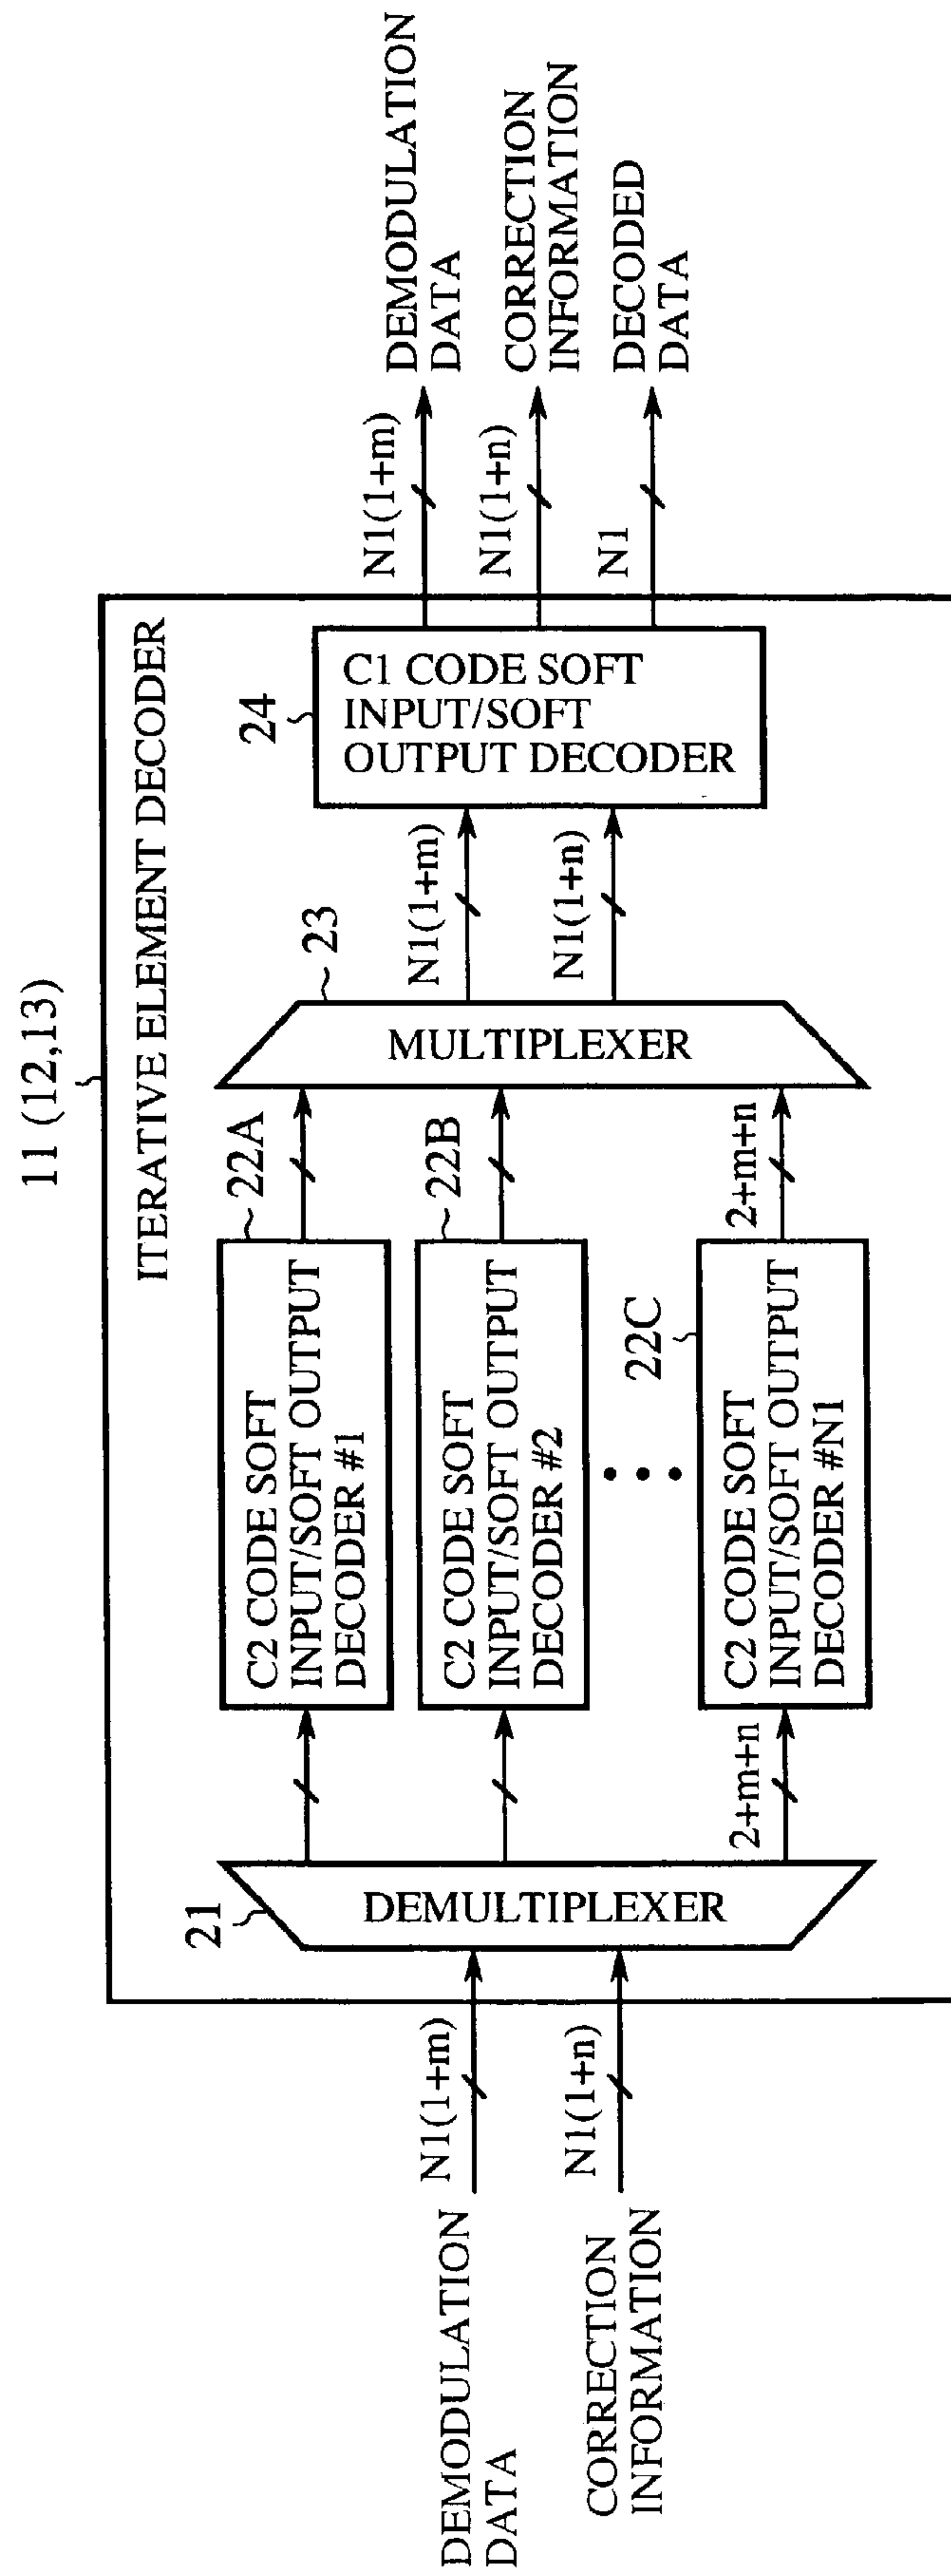 11 (12,13)
ITERATIVE ELEMENT DECODER
DEMODULATION
DATA
N1(1+m)
CORRECTION
INFORMATION
N1(1+n)
21
DEMULTIPLEXER
22A
C2 CODE SOFT
INPUT/SOFT OUTPUT
DECODER #1
22B
C2 CODE SOFT
INPUT/SOFT OUTPUT
DECODER #2
2+m+n
22C
C2 CODE SOFT
INPUT/SOFT OUTPUT
DECODER #N1
2+m+n
23
MULTIPLEXER
N1(1+m)
N1(1+n)
24
C1 CODE SOFT
INPUT/SOFT
OUTPUT DECODER
N1(1+m)
DEMODULATION
DATA
N1(1+n)
CORRECTION
INFORMATION
N1
DECODED
DATA